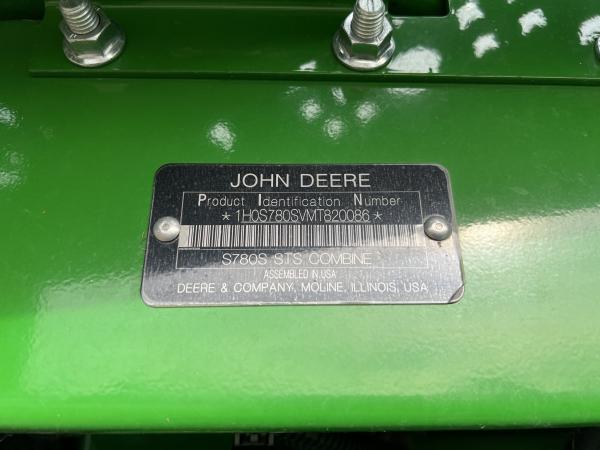 JOHN DEERE
Product Identification Number
*1H0S780SVMT820086*
S780S STS COMBINE
ASSEMBLED IN USA
DEERE & COMPANY, MOLINE, ILLINOIS, USA